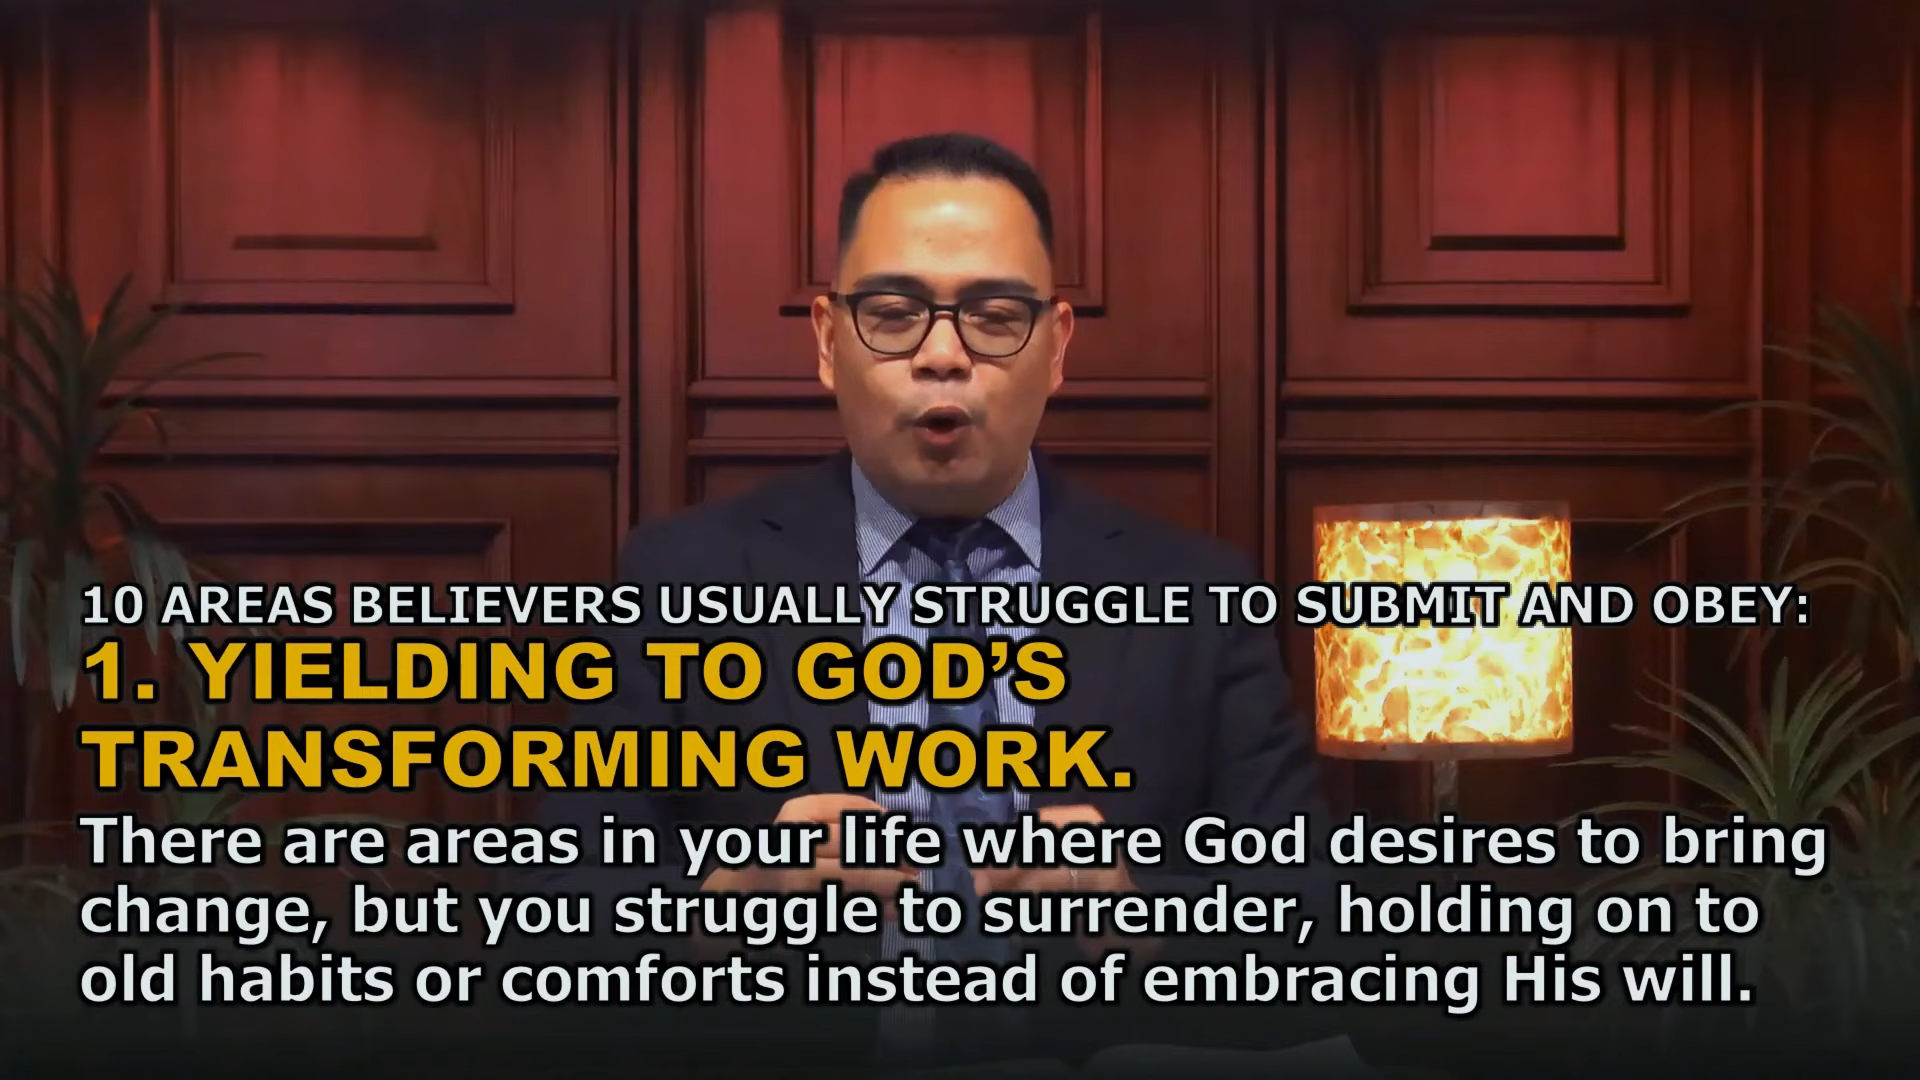 10 AREAS BELIEVERS USUALLY STRUGGLE TO SUBMIT AND OBEY:
1. YIELDING TO GOD’S
TRANSFORMING WORK.
There are areas in your life where God desires to bring
change, but you struggle to surrender, holding on to
old habits or comforts instead of embracing His will.